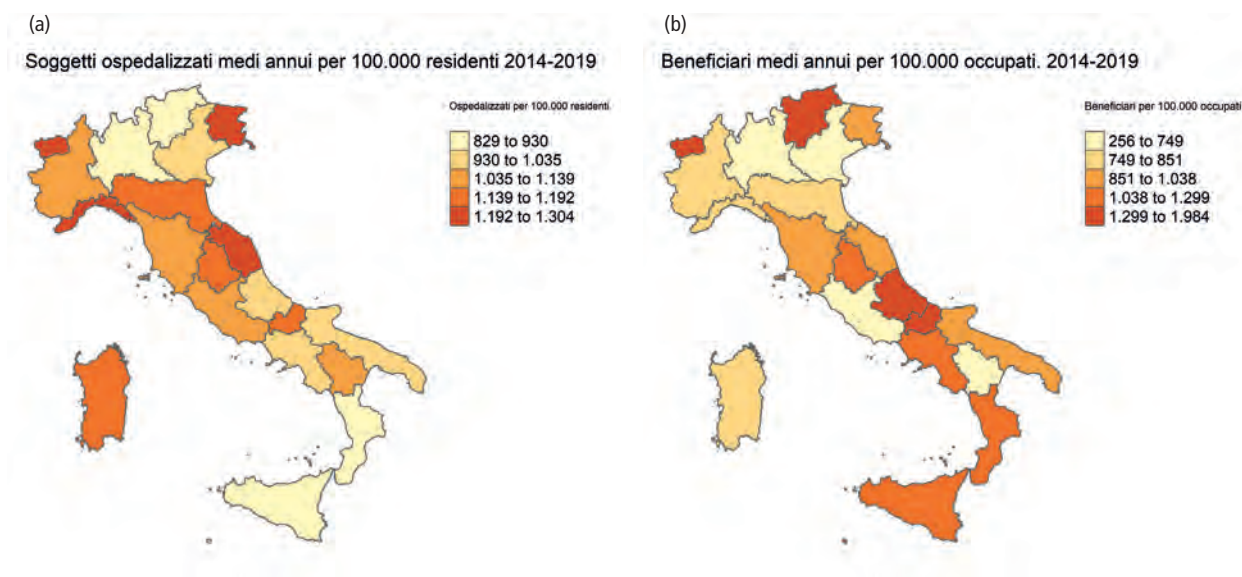 (a)
Soggetti ospedalizzati medi annui per 100.000 residenti 2014-2019
Ospedalizzati per 100.000 residenti.
829 to 930
930 to 1.035
1.035 to 1.139
1.139 to 1.192
1.192 to 1.304
(b)
Beneficiari medi annui per 100.000 occupati. 2014-2019
Beneficiari per 100.000 occupati
256 to 749
749 to 851
851 to 1.038
1.038 to 1.299
1.299 to 1.984